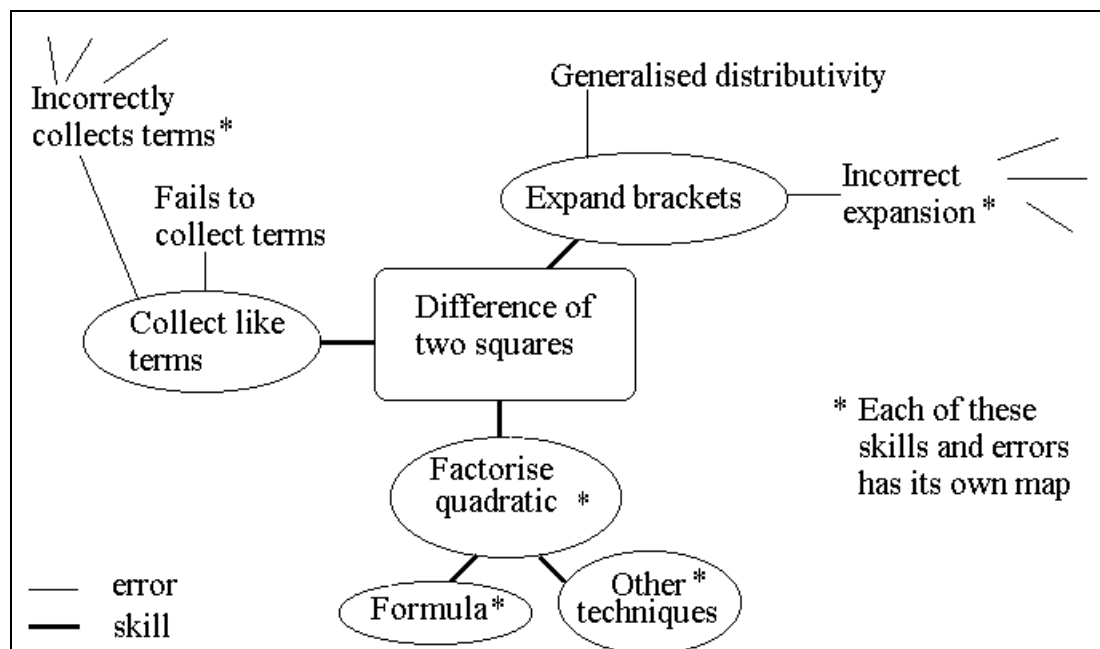 Incorrectly
collects terms *
Generalised distributivity
Fails to
collect terms
Expand brackets
Incorrect
expansion *
Difference of
two squares
Collect like
terms
* Each of these
skills and errors
has its own map
Factorise
quadratic *
Formula *
Other *
techniques
error
skill